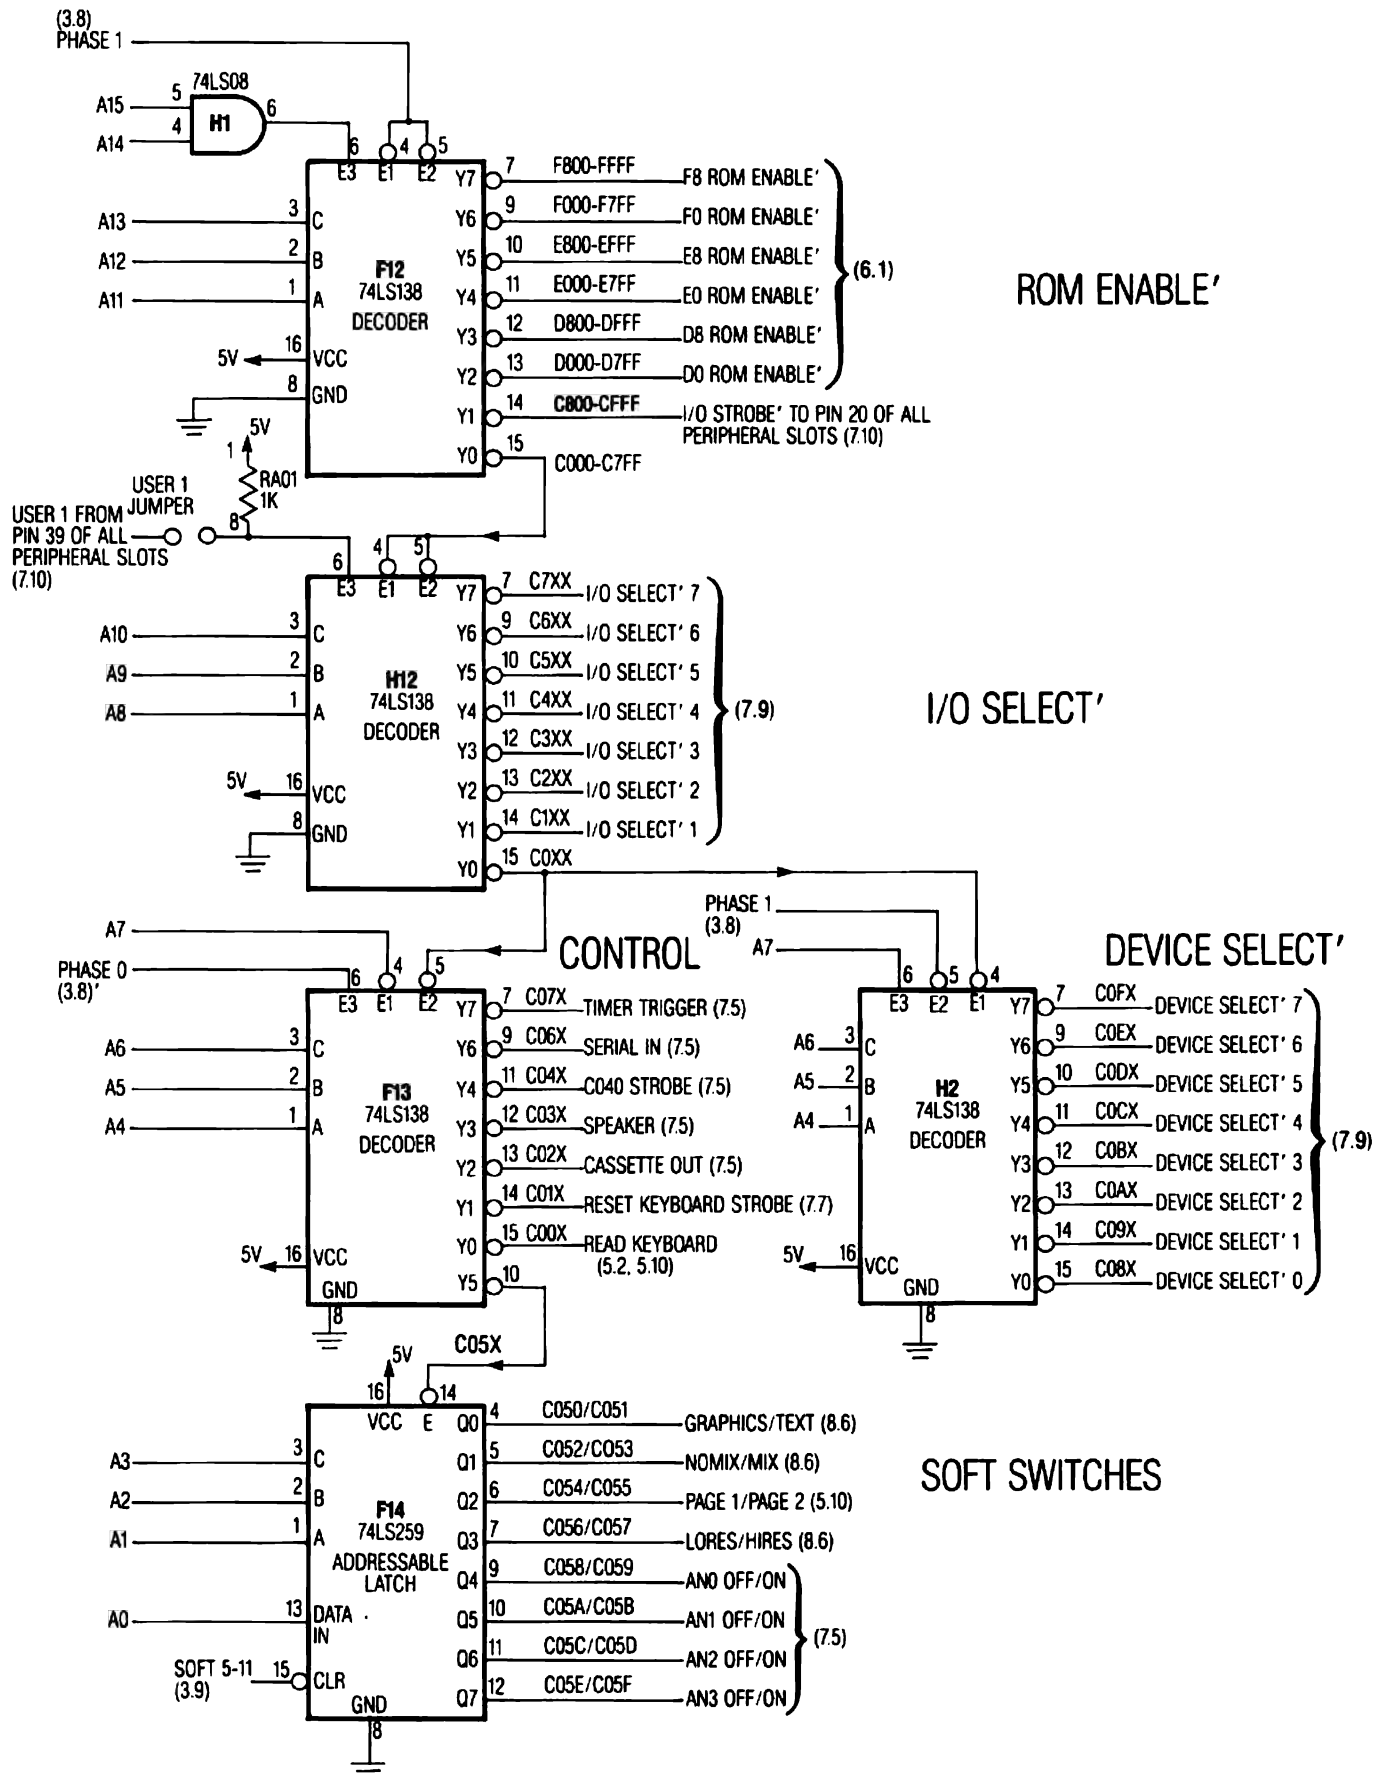 (3.8)
PHASE 1
74LS08
A15
5
A14
4
H1
6
6
4
5
E3
E1
E2
A13
3
C
A12
2
B
A11
1
A
F12
74LS138
DECODER
5V
16
VCC
8
GND
Y7
7
F800-FFFF
F8 ROM ENABLE'
Y6
9
F000-F7FF
F0 ROM ENABLE'
Y5
10
E800-EFFF
E8 ROM ENABLE'
Y4
11
E000-E7FF
E0 ROM ENABLE'
Y3
12
D800-DFFF
D8 ROM ENABLE'
Y2
13
D000-D7FF
D0 ROM ENABLE'
(6.1)
ROM ENABLE'
Y1
14
C800-CFFF
I/O STROBE' TO PIN 20 OF ALL
PERIPHERAL SLOTS (7.10)
Y0
15
C000-C7FF
5V
1
RA01
1K
8
USER 1
JUMPER
USER 1 FROM
PIN 39 OF ALL
PERIPHERAL SLOTS
(7.10)
6
4
5
E3
E1
E2
A10
3
C
A9
2
B
A8
1
A
H12
74LS138
DECODER
5V
16
VCC
8
GND
Y7
7
C7XX
I/O SELECT' 7
Y6
9
C6XX
I/O SELECT' 6
Y5
10
C5XX
I/O SELECT' 5
Y4
11
C4XX
I/O SELECT' 4
Y3
12
C3XX
I/O SELECT' 3
Y2
13
C2XX
I/O SELECT' 2
Y1
14
C1XX
I/O SELECT' 1
(7.9)
I/O SELECT'
Y0
15
C0XX
A7
PHASE 0
(3.8)'
6
4
5
E3
E1
E2
CONTROL
A6
3
C
A5
2
B
A4
1
A
F13
74LS138
DECODER
5V
16
VCC
GND
8
Y7
7
C07X
TIMER TRIGGER (7.5)
Y6
9
C06X
SERIAL IN (7.5)
Y4
11
C04X
C040 STROBE (7.5)
Y3
12
C03X
SPEAKER (7.5)
Y2
13
C02X
CASSETTE OUT (7.5)
Y1
14
C01X
RESET KEYBOARD STROBE (7.7)
Y0
15
C00X
READ KEYBOARD
(5.2, 5.10)
Y5
10
C05X
PHASE 1
(3.8)
A7
6
5
4
E3
E2
E1
DEVICE SELECT'
A6
3
C
A5
2
B
A4
1
A
H2
74LS138
DECODER
5V
16
VCC
GND
8
Y7
7
C0FX
DEVICE SELECT' 7
Y6
9
C0EX
DEVICE SELECT' 6
Y5
10
C0DX
DEVICE SELECT' 5
Y4
11
C0CX
DEVICE SELECT' 4
Y3
12
C0BX
DEVICE SELECT' 3
Y2
13
C0AX
DEVICE SELECT' 2
Y1
14
C09X
DEVICE SELECT' 1
Y0
15
C08X
DEVICE SELECT' 0
(7.9)
5V
16
VCC
14
E
A3
3
C
A2
2
B
A1
1
A
F14
74LS259
ADDRESSABLE
LATCH
A0
13
DATA
IN
SOFT 5-11
(3.9)
15
CLR
GND
8
Q0
4
C050/C051
GRAPHICS/TEXT (8.6)
Q1
5
C052/C053
NOMIX/MIX (8.6)
Q2
6
C054/C055
PAGE 1/PAGE 2 (5.10)
Q3
7
C056/C057
LORES/HIRES (8.6)
Q4
9
C058/C059
AN0 OFF/ON
Q5
10
C05A/C05B
AN1 OFF/ON
Q6
11
C05C/C05D
AN2 OFF/ON
Q7
12
C05E/C05F
AN3 OFF/ON
(7.5)
SOFT SWITCHES